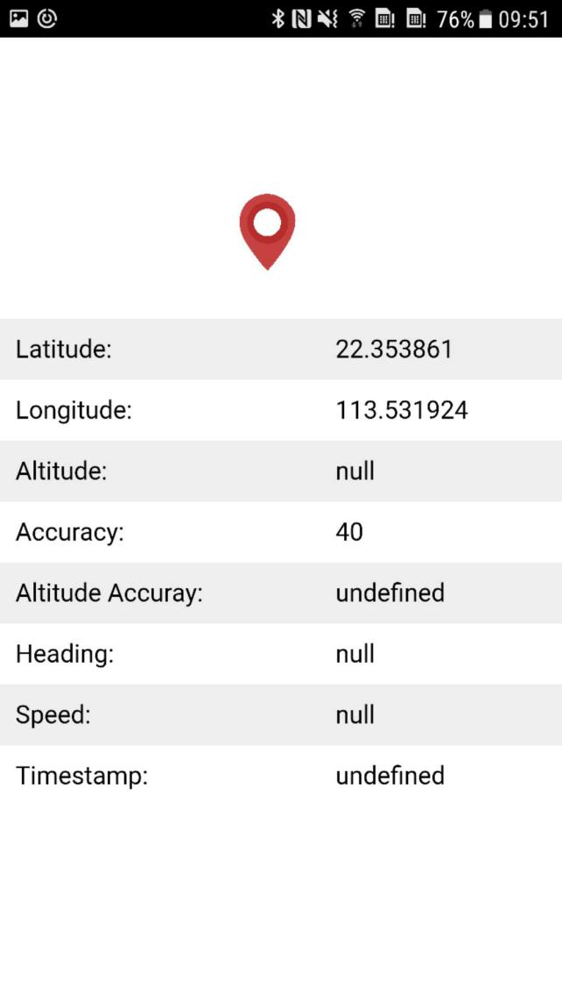 76% 09:51
Latitude: 22.353861
Longitude: 113.531924
Altitude: null
Accuracy: 40
Altitude Accuray: undefined
Heading: null
Speed: null
Timestamp: undefined